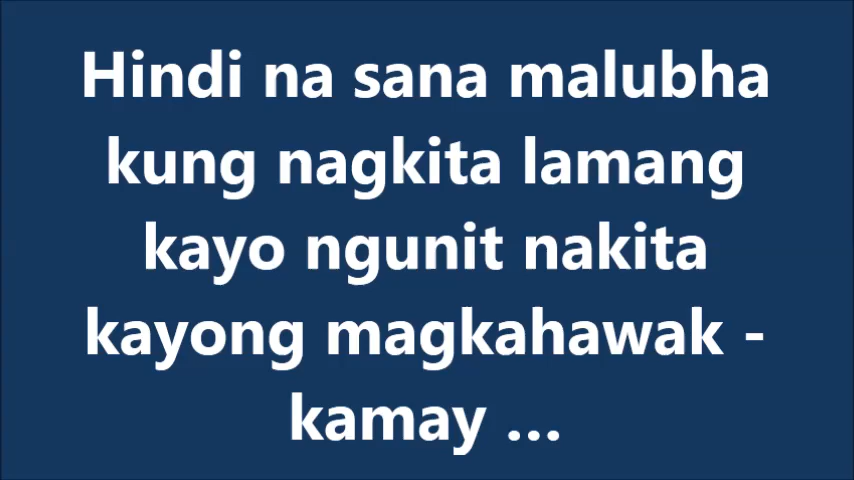 Hindi na sana malubha
kung nagkita lamang
kayo ngunit nakita
kayong magkahawak -
kamay ...